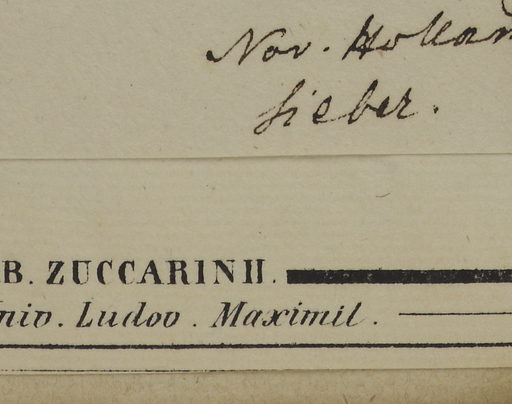 Nov. Hollan
Sieber.
B. ZUCCARINII.
niv. Ludov. Maximil.